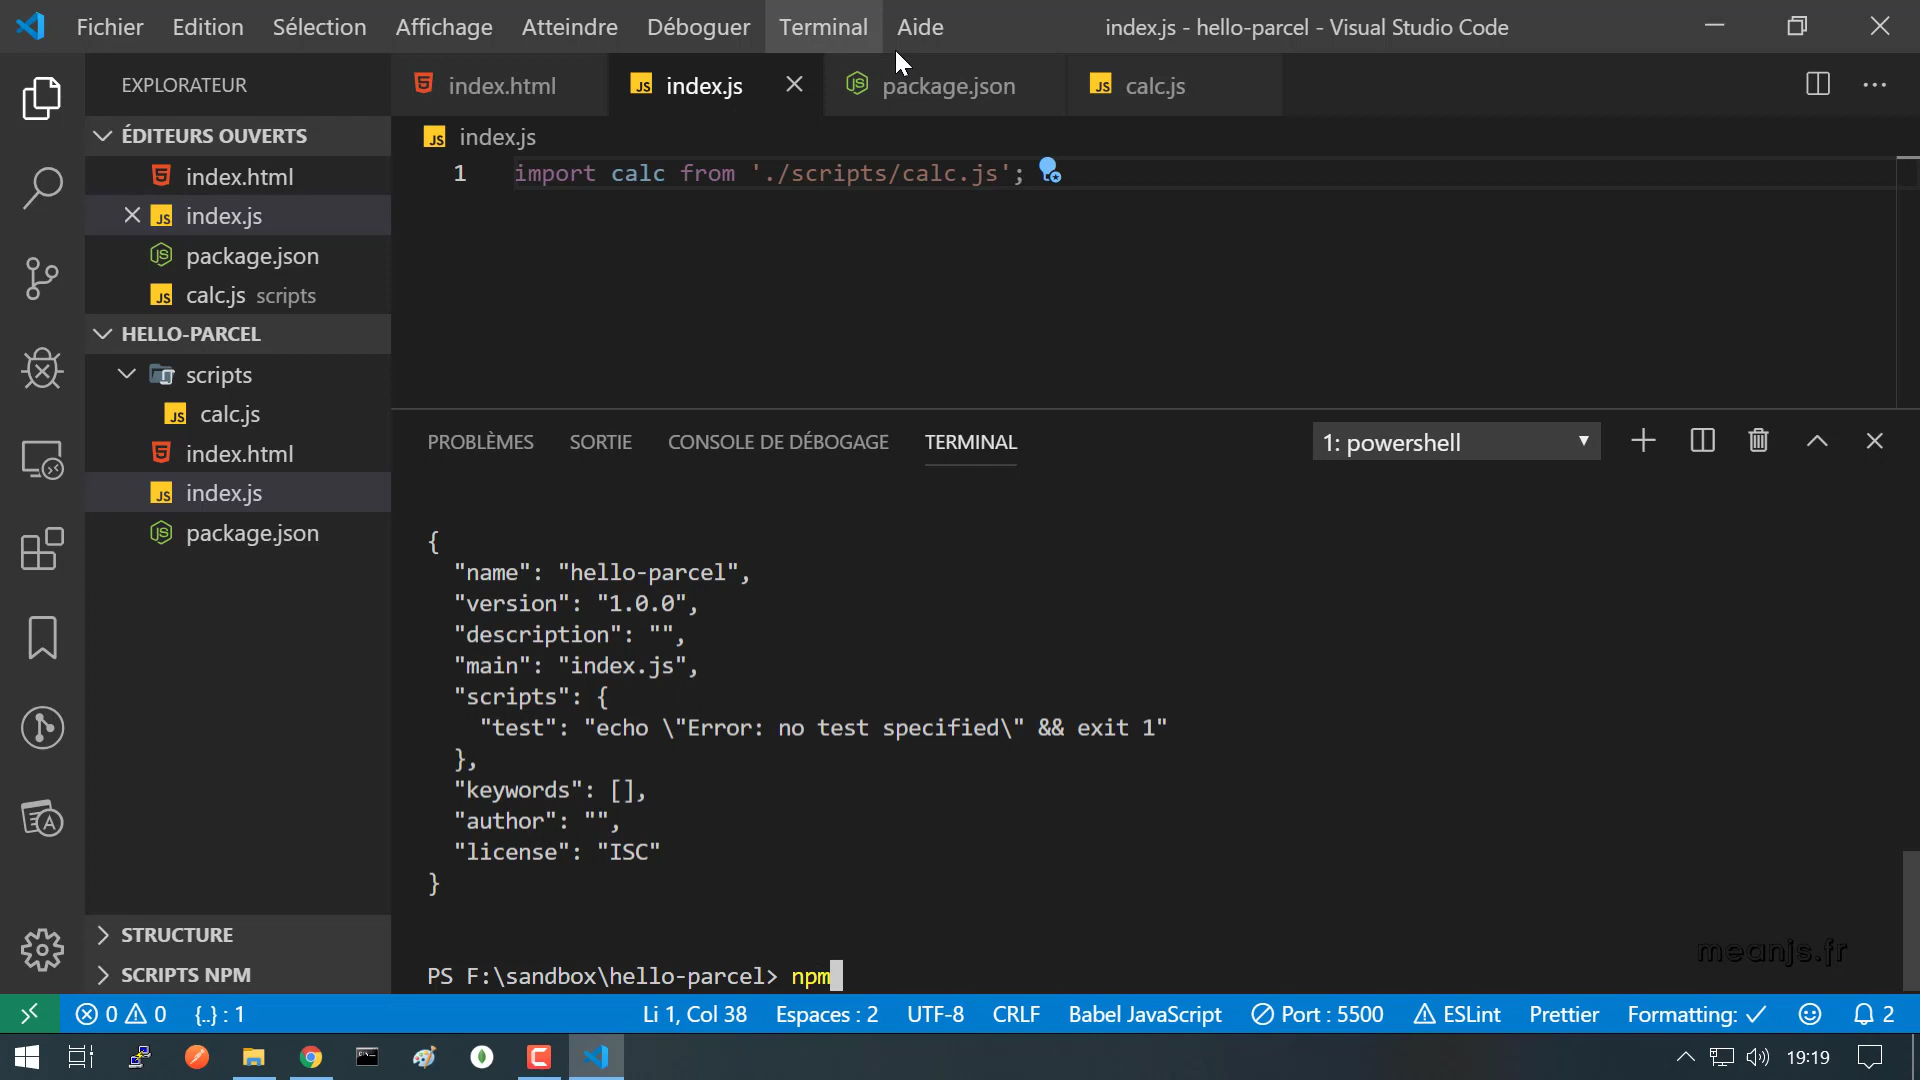 Fichier Edition Sélection Affichage Atteindre Déboguer Terminal Aide index.js - hello-parcel - Visual Studio Code
EXPLORATEUR
ÉDITEURS OUVERTS
index.html
index.js
package.json
calc.js scripts
HELLO-PARCEL
scripts
calc.js
index.html
index.js
package.json
STRUCTURE
SCRIPTS NPM
index.html index.js package.json calc.js
index.js
1 import calc from './scripts/calc.js';
PROBLÈMES SORTIE CONSOLE DE DÉBOGAGE TERMINAL 1: powershell
{
"name": "hello-parcel",
"version": "1.0.0",
"description": "",
"main": "index.js",
"scripts": {
"test": "echo \"Error: no test specified\" && exit 1"
},
"keywords": [],
"author": "",
"license": "ISC"
}
PS F:\sandbox\hello-parcel> npm
meanjs.fr
0 0 {..} : 1 Li 1, Col 38 Espaces : 2 UTF-8 CRLF Babel JavaScript Port : 5500 ESLint Prettier Formatting: 2
19:19